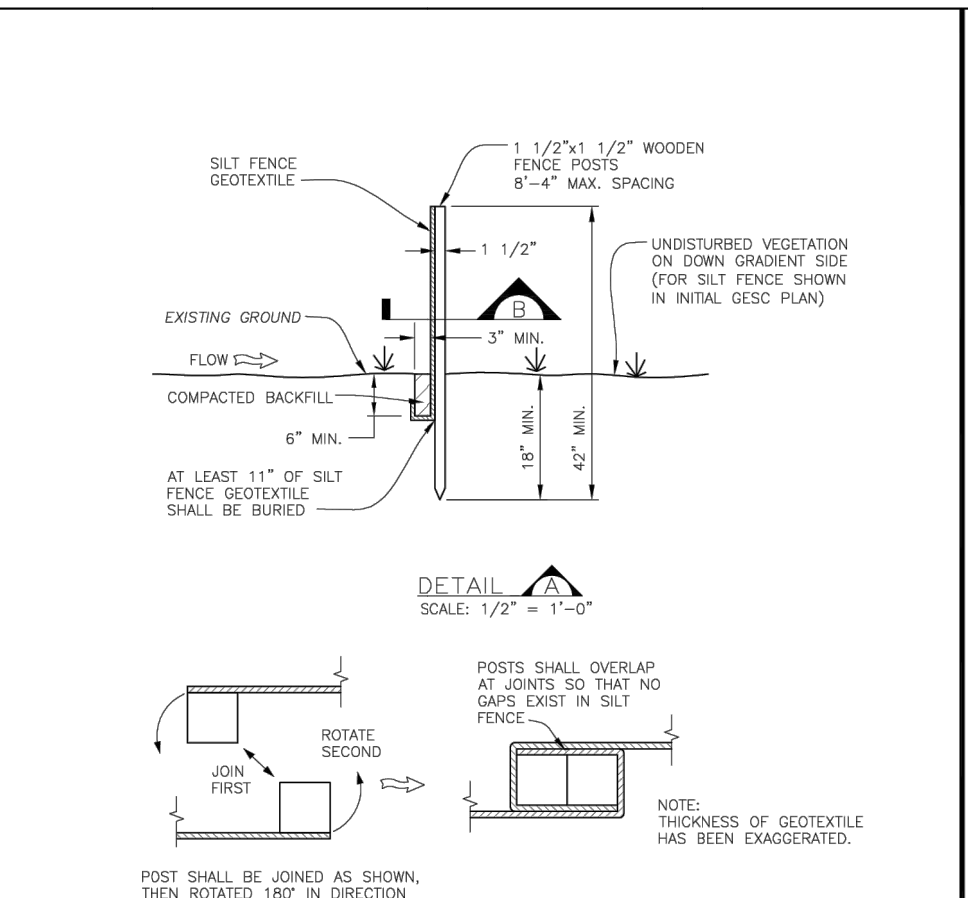 1 1/2"x1 1/2" WOODEN
FENCE POSTS
8'-4" MAX. SPACING
SILT FENCE
GEOTEXTILE
1 1/2"
UNDISTURBED VEGETATION
ON DOWN GRADIENT SIDE
(FOR SILT FENCE SHOWN
IN INITIAL GESC PLAN)
B
EXISTING GROUND
3" MIN.
FLOW
COMPACTED BACKFILL
6" MIN.
18" MIN.
42" MIN.
AT LEAST 11" OF SILT
FENCE GEOTEXTILE
SHALL BE BURIED
DETAIL A
SCALE: 1/2" = 1'-0"
POSTS SHALL OVERLAP
AT JOINTS SO THAT NO
GAPS EXIST IN SILT
FENCE
ROTATE
SECOND
JOIN
FIRST
NOTE:
THICKNESS OF GEOTEXTILE
HAS BEEN EXAGGERATED.
POST SHALL BE JOINED AS SHOWN,
THEN ROTATED 180° IN DIRECTION